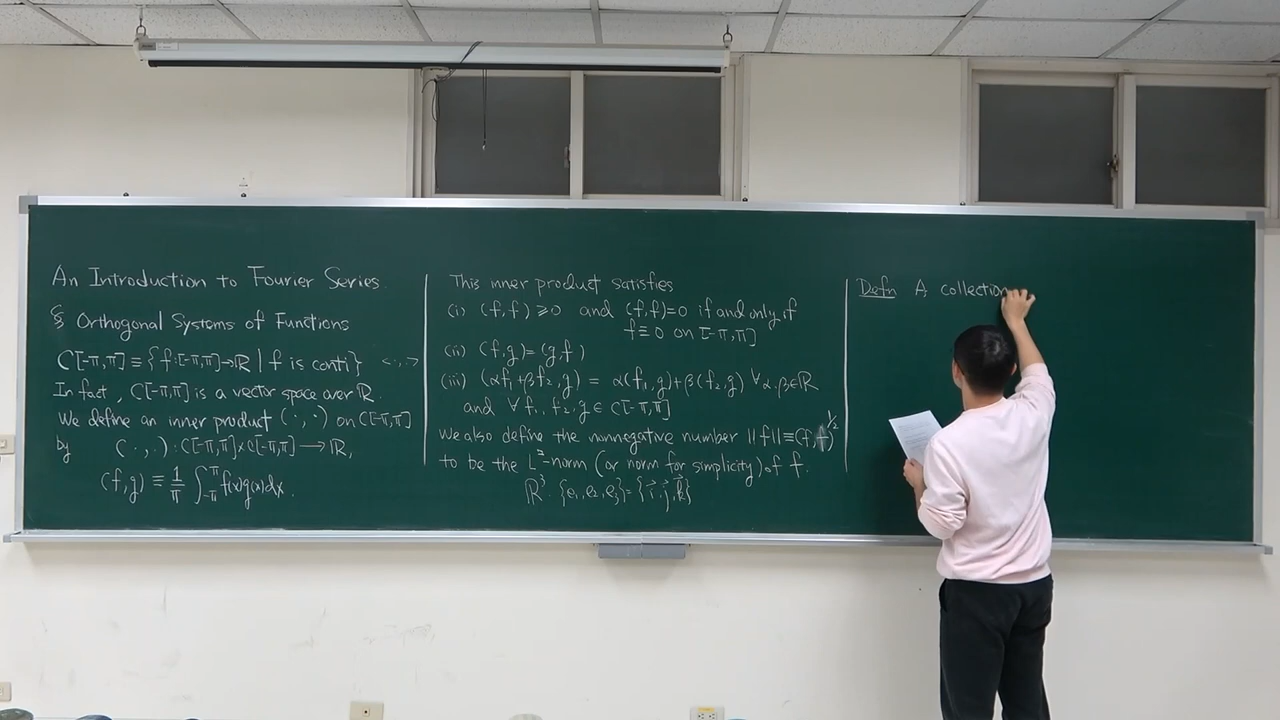 An Introduction to Fourier Series.
§ Orthogonal Systems of Functions
C[-π,π] ≡ {f:[-π,π]→ℝ | f is conti} <·,·>
In fact, C[-π,π] is a vector space over ℝ.
We define an inner product (·,·) on C[-π,π]
by (·,·): C[-π,π]×C[-π,π] → ℝ,
(f,g) ≡ 1/π ∫_{-π}^{π} f(x)g(x)dx.
This inner product satisfies
(i) (f,f) ≥ 0 and (f,f)=0 if and only if
f≡0 on [-π,π]
(ii) (f,g)=(g,f)
(iii) (αf₁+βf₂,g) = α(f₁,g)+β(f₂,g) ∀α,β∈ℝ
and ∀f₁,f₂,g ∈ C[-π,π]
We also define the nonnegative number ||f||≡(f,f)^{1/2}
to be the L²-norm (or norm for simplicity) of f.
ℝ³. {e₁,e₂,e₃}={i⃗,j⃗,k⃗}
Defn A collection